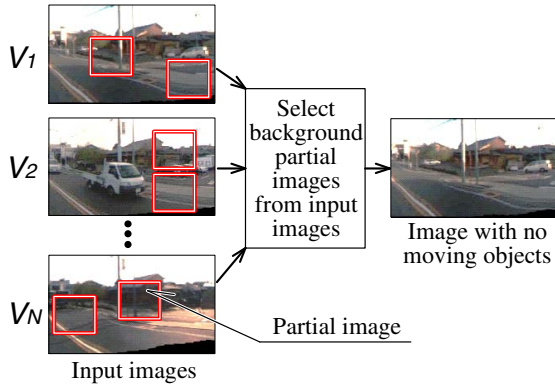 V1
V2
VN
Input images
Select
background
partial
images
from input
images
Partial image
Image with no
moving objects